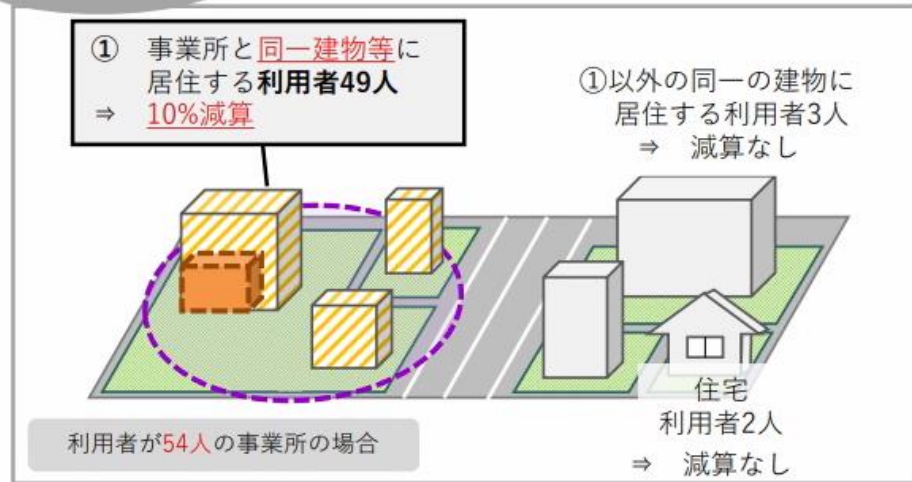 ① 事業所と同一建物等に
居住する利用者49人
⇒ 10%減算
①以外の同一の建物に
居住する利用者3人
⇒ 減算なし
住宅
利用者2人
⇒ 減算なし
利用者が54人の事業所の場合